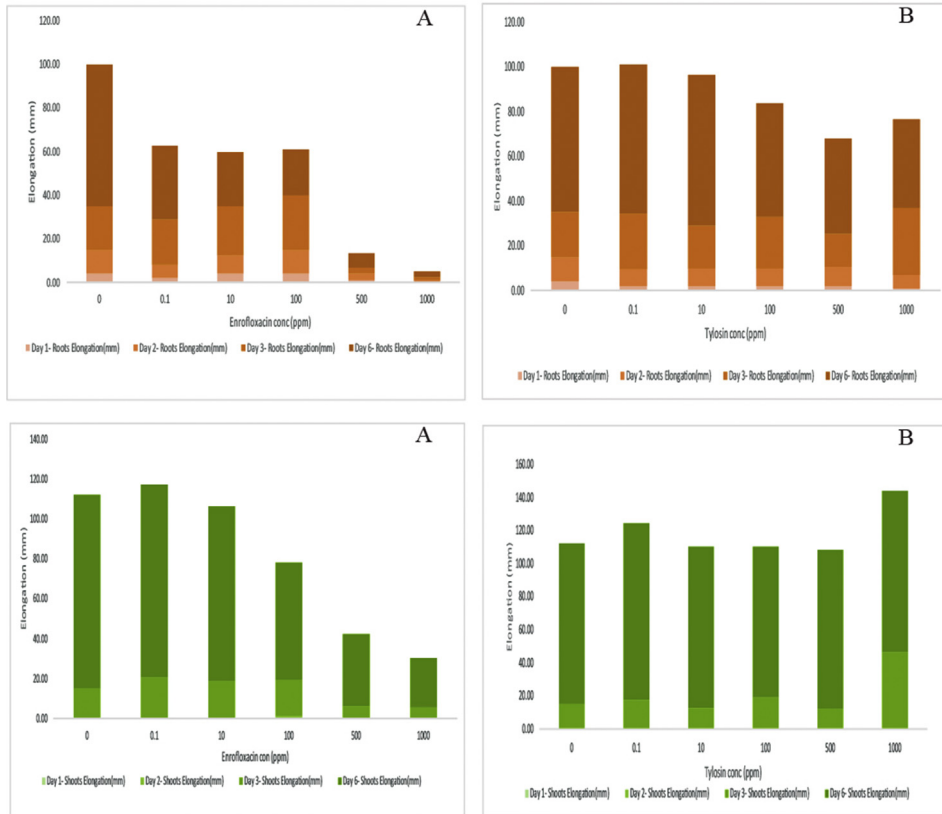 A
120.00
100.00
80.00
60.00
40.00
20.00
0.00
Elongation (mm)
0 0.1 10 100 500 1000
Enrofloxacin conc (ppm)
Day 1- Roots Elongation(mm) Day 2- Roots Elongation(mm) Day 3- Roots Elongation(mm) Day 6- Roots Elongation(mm)
B
120.00
100.00
80.00
60.00
40.00
20.00
0.00
Elongation (mm)
0 0.1 10 100 500 1000
Tylosin conc (ppm)
Day 1- Roots Elongation(mm) Day 2- Roots Elongation(mm) Day 3- Roots Elongation(mm) Day 6- Roots Elongation(mm)
A
140.00
120.00
100.00
80.00
60.00
40.00
20.00
0.00
Elongation (mm)
0 0.1 10 100 500 1000
Enrofloxacin con (ppm)
Day 1- Shoots Elongation(mm) Day 2- Shoots Elongation(mm) Day 3- Shoots Elongation(mm) Day 6- Shoots Elongation(mm)
B
160.00
140.00
120.00
100.00
80.00
60.00
40.00
20.00
0.00
Elongation (mm)
0 0.1 10 100 500 1000
Tylosin conc (ppm)
Day 1- Shoots Elongation(mm) Day 2- Shoots Elongation(mm) Day 3- Shoots Elongation(mm) Day 6- Shoots Elongation(mm)